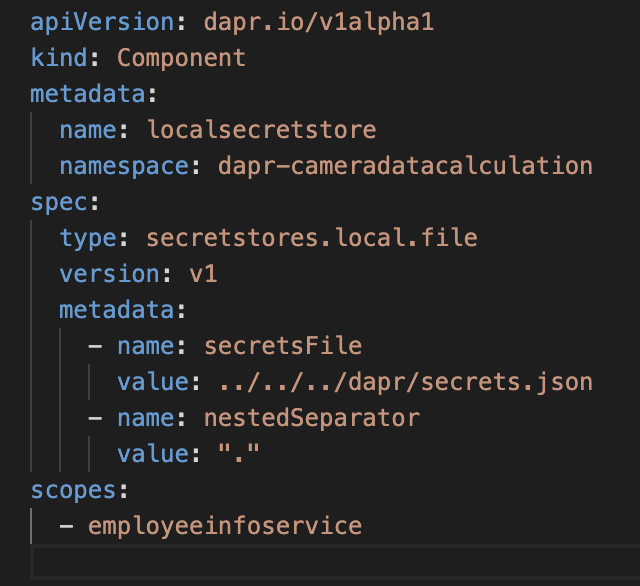 apiVersion: dapr.io/v1alpha1
kind: Component
metadata:
  name: localsecretstore
  namespace: dapr-cameradatacalculation
spec:
  type: secretstores.local.file
  version: v1
  metadata:
    - name: secretsFile
      value: ../../../dapr/secrets.json
    - name: nestedSeparator
      value: "."
scopes:
  - employeeinfoservice